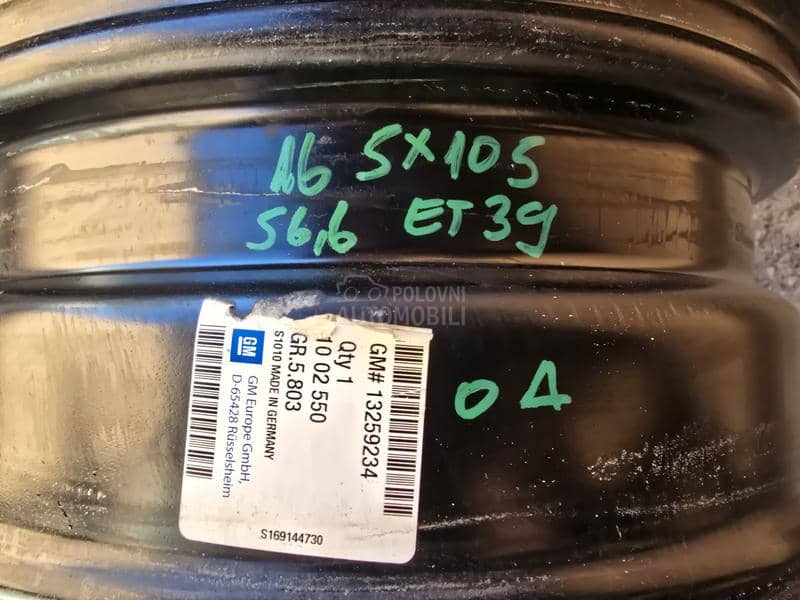 16 5x105
56,6 ET39
POLOVNI
AUTOMOBILI
O Δ
GM# 13259234
Qty 1
10 02 550
GR.5.803
S1010 MADE IN GERMANY
GM
GM Europe GmbH,
D-65428 Rüsselsheim
S169144730